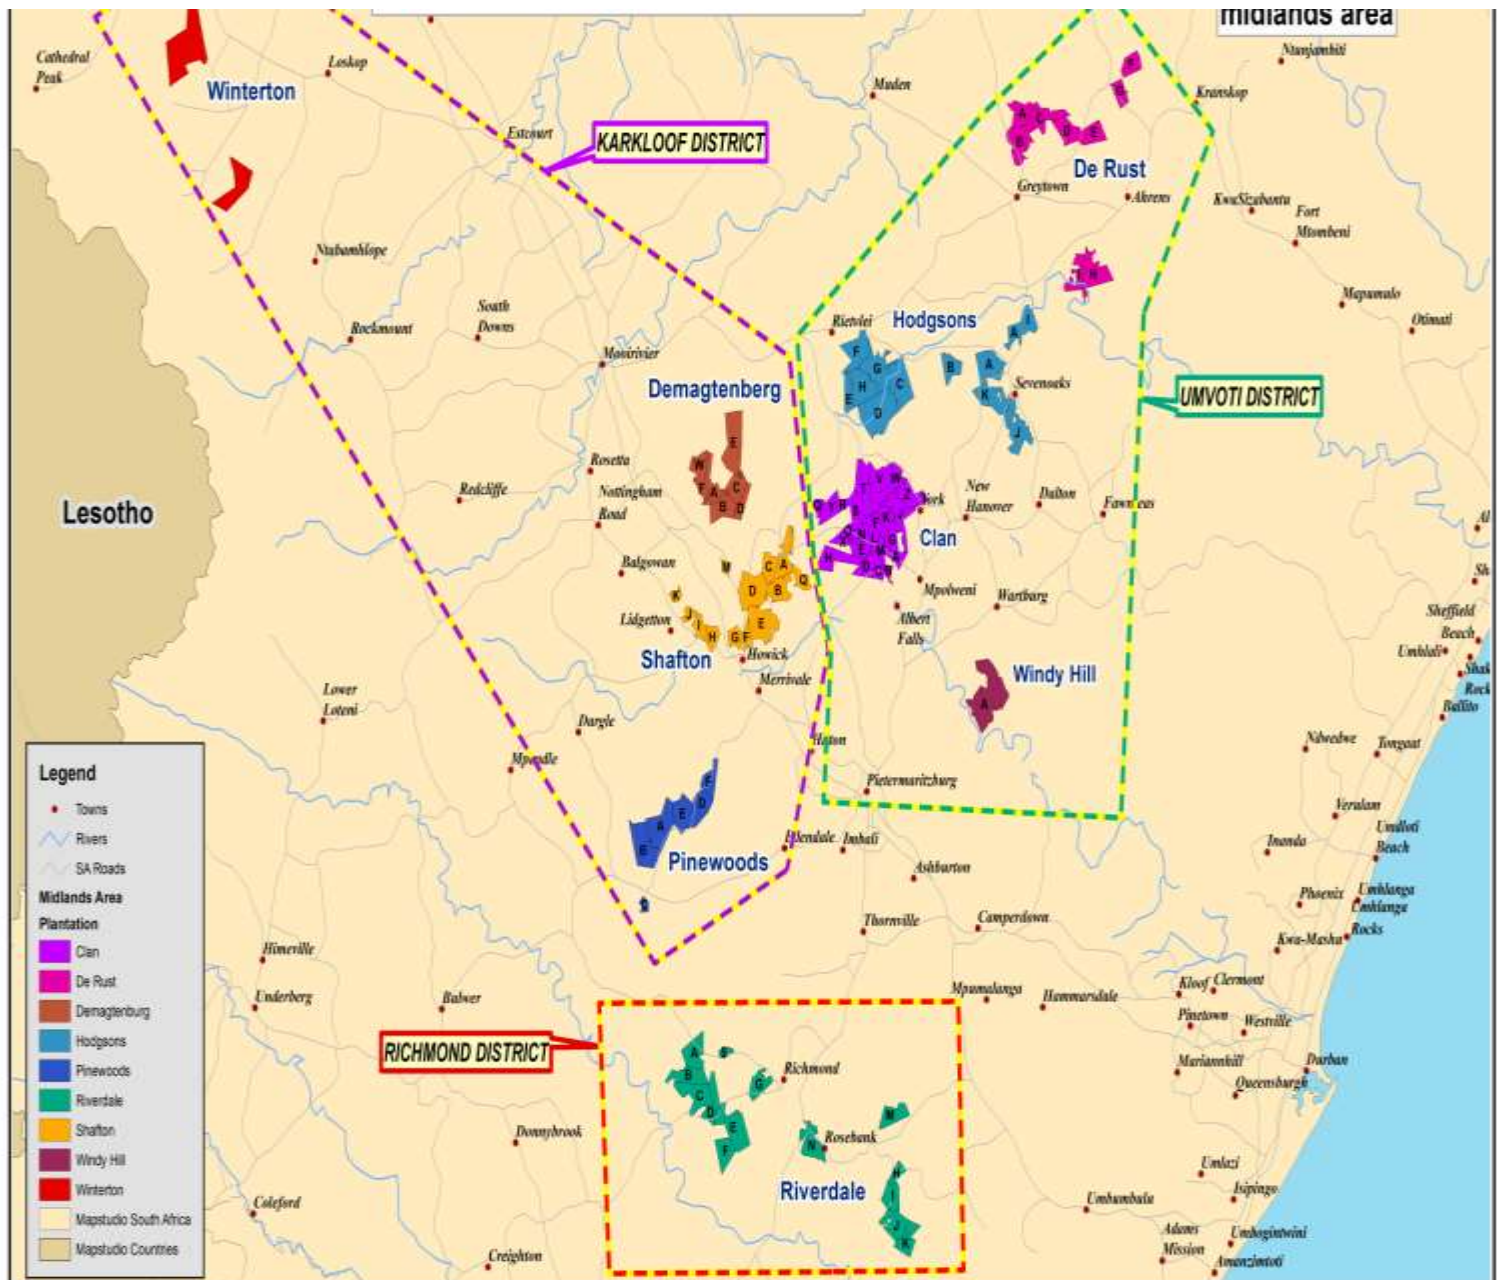 midlands area
Cathedral
Peak
Winterton
Loskop
Muden
Ntunjambili
Kranskop
Estcourt
KARKLOOF DISTRICT
De Rust
Greytown
Ahrens
KwaSizabantu
Fort
Mtombeni
Ntabamhlope
Mapumulo
Otimati
South
Downs
Rockmount
Rietvlei
Hodgsons
Mooirivier
Demagtenberg
Sevenoaks
UMVOTI DISTRICT
Rosetta
Redcliffe
Nottingham
Road
York
New
Hanover
Dalton
Fawnleas
Lesotho
Clan
Balgowan
Mpolweni
Wartburg
Albert
Falls
Lidgetton
Shafton
Howick
Merrivale
Windy Hill
Sheffield
Beach
Umhlali
Shak
Rock
Ballito
Lower
Loteni
Dargle
Mpendle
Hilton
Ndwedwe
Tongaat
Pietermaritzburg
Verulam
Pinewoods
Edendale
Imbali
Inanda
Umdloti
Beach
Ashburton
Phoenix
Umhlanga
Umhlanga
Rocks
Thornville
Camperdown
Kwa-Mashu
Himeville
Underberg
Bulwer
Mpumalanga
Hammarsdale
Kloof
Clermont
Pinetown
Westville
RICHMOND DISTRICT
Richmond
Mariannhill
Durban
Queensburgh
Donnybrook
Rosebank
Riverdale
Umlazi
Isipingo
Umbumbulu
Coleford
Creighton
Adams
Mission
Umbogintwini
Amanzimtoti
Legend
Towns
Rivers
SA Roads
Midlands Area
Plantation
Clan
De Rust
Demagtenburg
Hodgsons
Pinewoods
Riverdale
Shafton
Windy Hill
Winterton
Mapstudio South Africa
Mapstudio Countries